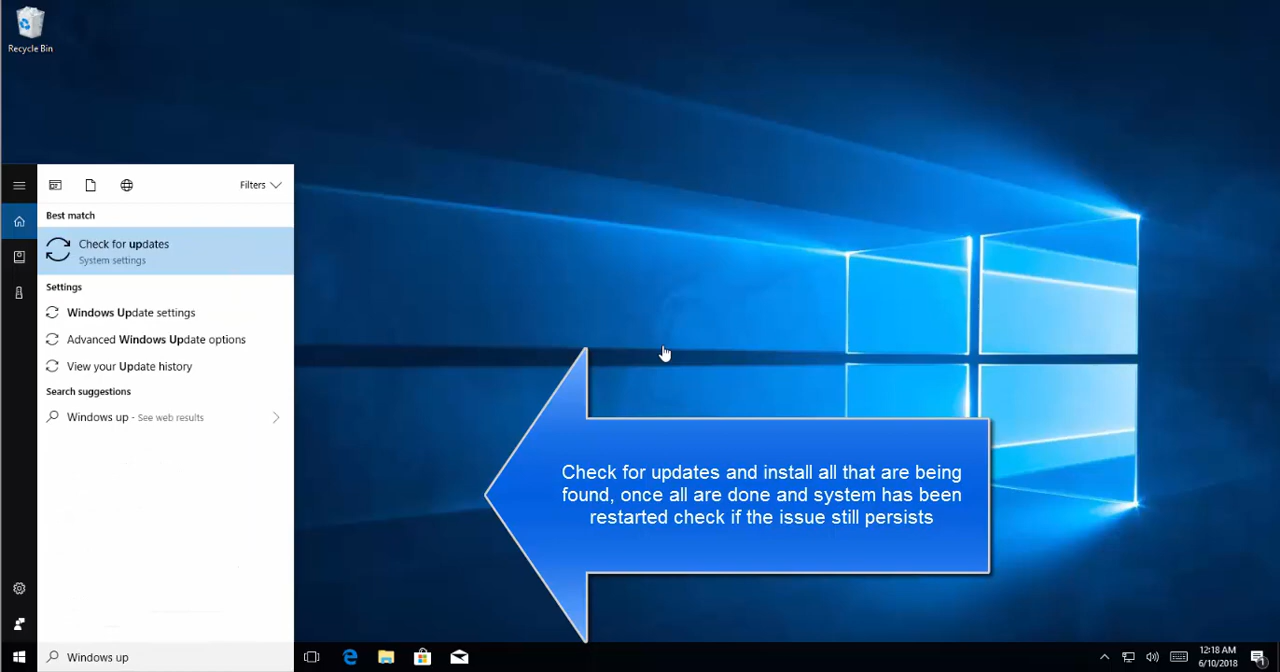 Recycle Bin
Filters
Best match
Check for updates
System settings
Settings
Windows Update settings
Advanced Windows Update options
View your Update history
Search suggestions
Windows up - See web results
Check for updates and install all that are being
found, once all are done and system has been
restarted check if the issue still persists
Windows up
12:18 AM
6/10/2018
1